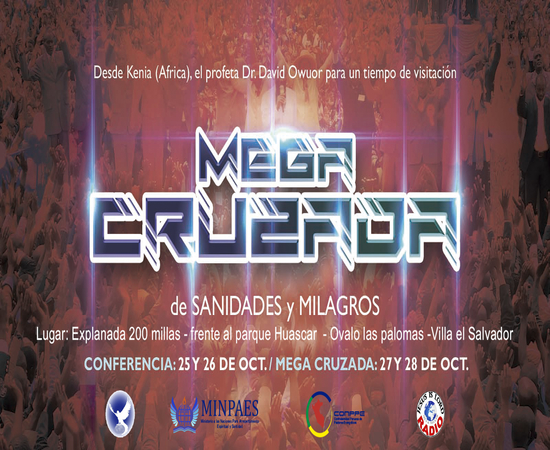 Desde Kenia (Africa), el profeta Dr. David Owuor para un tiempo de visitación
MEGA
CRUZADA
de SANIDADES y MILAGROS
Lugar: Explanada 200 millas - frente al parque Huascar - Ovalo las palomas -Villa el Salvador
CONFERENCIA: 25 Y 26 DE OCT. / MEGA CRUZADA: 27 Y 28 DE OCT.
MINPAES
CONPPE
RADIO